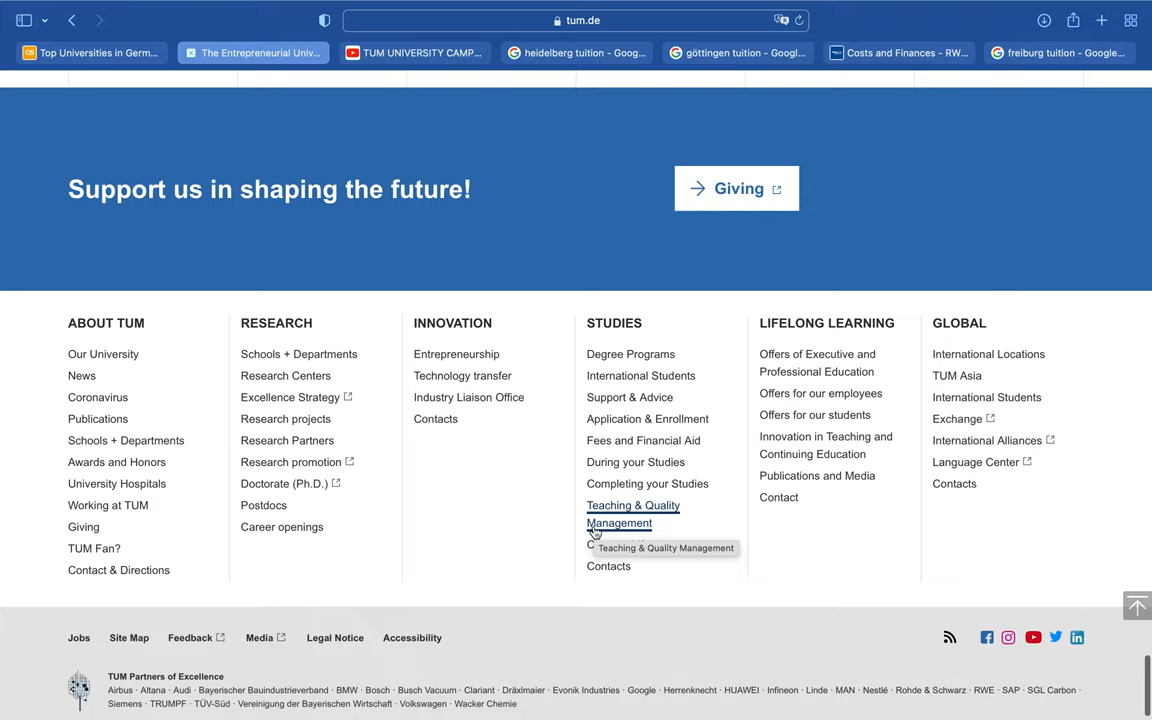 tum.de
Top Universities in Germ...
The Entrepreneurial Univ...
TUM UNIVERSITY CAMP...
heidelberg tuition - Goog...
göttingen tuition - Googl...
Costs and Finances - RW...
freiburg tuition - Google...
Support us in shaping the future!
Giving
ABOUT TUM
Our University
News
Coronavirus
Publications
Schools + Departments
Awards and Honors
University Hospitals
Working at TUM
Giving
TUM Fan?
Contact & Directions
RESEARCH
Schools + Departments
Research Centers
Excellence Strategy
Research projects
Research Partners
Research promotion
Doctorate (Ph.D.)
Postdocs
Career openings
INNOVATION
Entrepreneurship
Technology transfer
Industry Liaison Office
Contacts
STUDIES
Degree Programs
International Students
Support & Advice
Application & Enrollment
Fees and Financial Aid
During your Studies
Completing your Studies
Teaching & Quality
Management
Teaching & Quality Management
Contacts
LIFELONG LEARNING
Offers of Executive and
Professional Education
Offers for our employees
Offers for our students
Innovation in Teaching and
Continuing Education
Publications and Media
Contact
GLOBAL
International Locations
TUM Asia
International Students
Exchange
International Alliances
Language Center
Contacts
Jobs Site Map Feedback Media Legal Notice Accessibility
TUM Partners of Excellence
Airbus · Altana · Audi · Bayerischer Bauindustrieverband · BMW · Bosch · Busch Vacuum · Clariant · Dräxlmaier · Evonik Industries · Google · Herrenknecht · HUAWEI · Infineon · Linde · MAN · Nestlé · Rohde & Schwarz · RWE · SAP · SGL Carbon ·
Siemens · TRUMPF · TÜV-Süd · Vereinigung der Bayerischen Wirtschaft · Volkswagen · Wacker Chemie